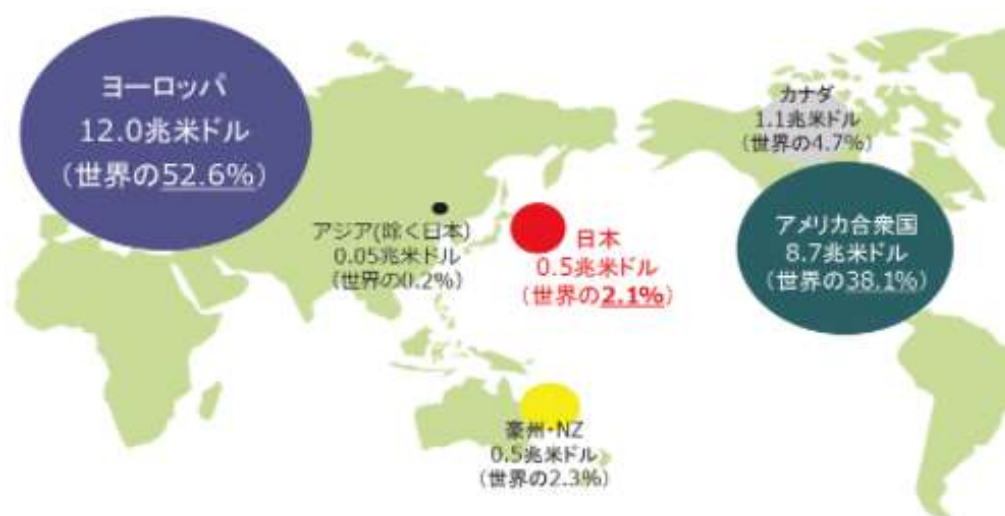 ヨーロッパ
12.0兆米ドル
(世界の52.6%)
カナダ
1.1兆米ドル
(世界の4.7%)
アジア(除く日本)
0.05兆米ドル
(世界の0.2%)
日本
0.5兆米ドル
(世界の2.1%)
アメリカ合衆国
8.7兆米ドル
(世界の38.1%)
豪州・NZ
0.5兆米ドル
(世界の2.3%)